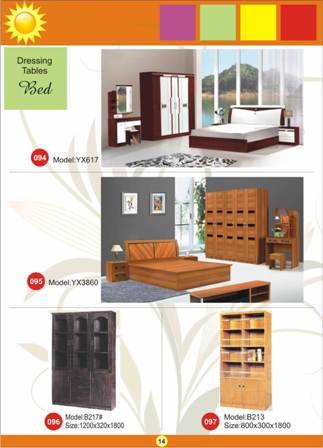 Dressing
Tables
Bed
094 Model:YX617
095 Model:YX3860
096 Model:B217#
Size:1200x320x1800
097 Model:B213
Size:800x300x1800
14